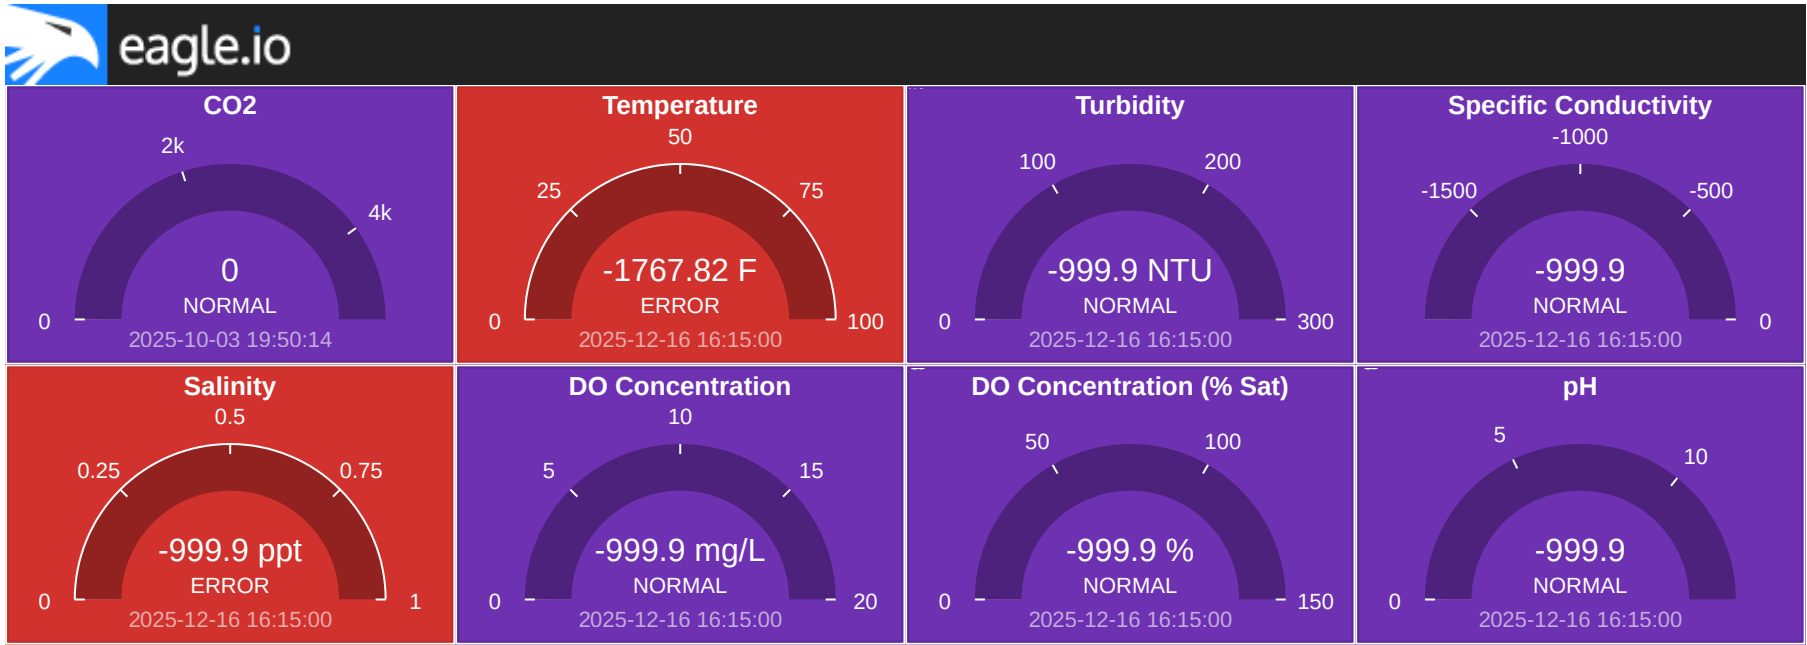 eagle.io
CO2
2k
4k
0
NORMAL
0
2025-10-03 19:50:14
Temperature
50
25
75
-1767.82 F
ERROR
0
100
2025-12-16 16:15:00
Turbidity
100
200
-999.9 NTU
NORMAL
0
300
2025-12-16 16:15:00
Specific Conductivity
-1000
-1500
-500
-999.9
NORMAL
0
2025-12-16 16:15:00
Salinity
0.5
0.25
0.75
-999.9 ppt
ERROR
0
1
2025-12-16 16:15:00
DO Concentration
10
5
15
-999.9 mg/L
NORMAL
0
20
2025-12-16 16:15:00
DO Concentration (% Sat)
50
100
-999.9 %
NORMAL
0
150
2025-12-16 16:15:00
pH
5
10
-999.9
NORMAL
0
2025-12-16 16:15:00